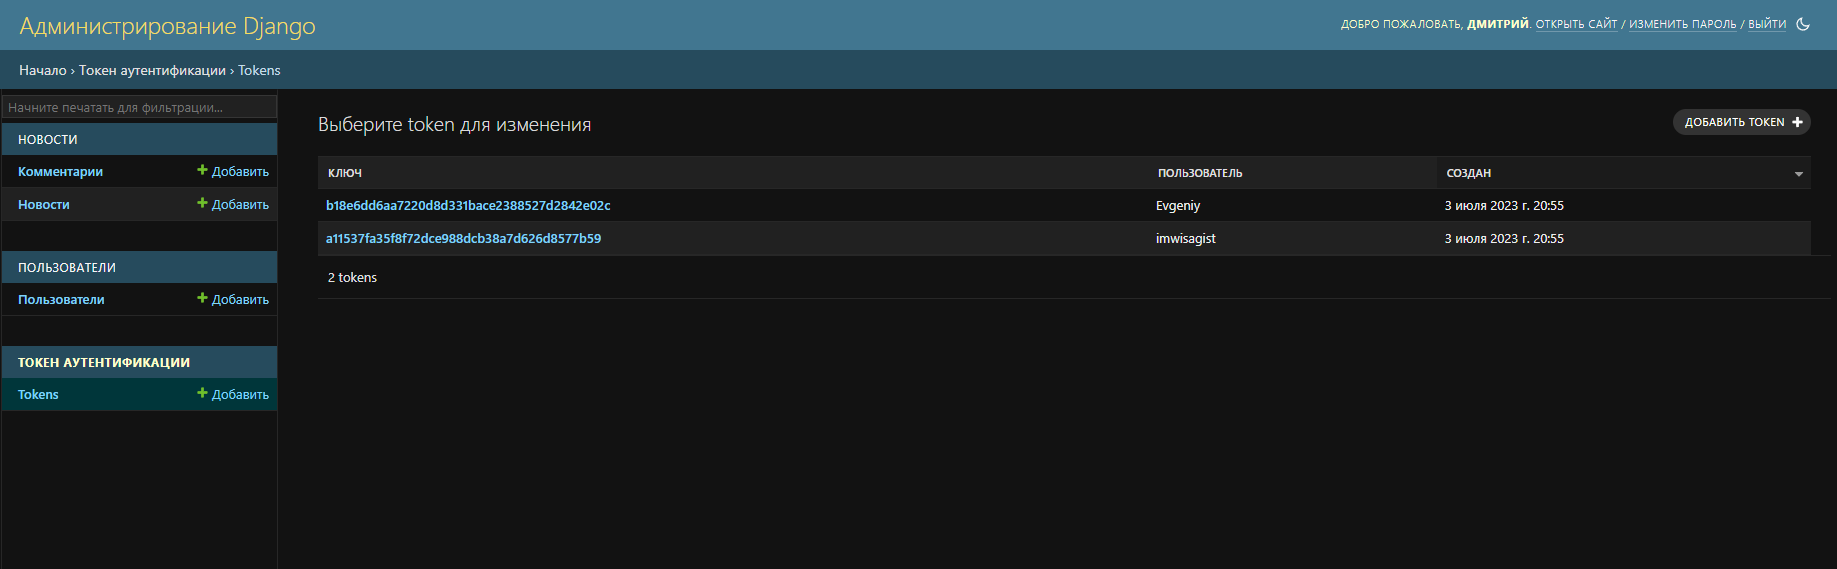 Администрирование Django
ДОБРО ПОЖАЛОВАТЬ, ДМИТРИЙ. ОТКРЫТЬ САЙТ / ИЗМЕНИТЬ ПАРОЛЬ / ВЫЙТИ
Начало › Токен аутентификации › Tokens
Начните печатать для фильтрации...
НОВОСТИ
Комментарии Добавить
Новости Добавить
ПОЛЬЗОВАТЕЛИ
Пользователи Добавить
ТОКЕН АУТЕНТИФИКАЦИИ
Tokens Добавить
Выберите token для изменения
ДОБАВИТЬ TOKEN
КЛЮЧ ПОЛЬЗОВАТЕЛЬ СОЗДАН
b18e6dd6aa7220d8d331bace2388527d2842e02c Evgeniy 3 июля 2023 г. 20:55
a11537fa35f8f72dce988dcb38a7d626d8577b59 imwisagist 3 июля 2023 г. 20:55
2 tokens